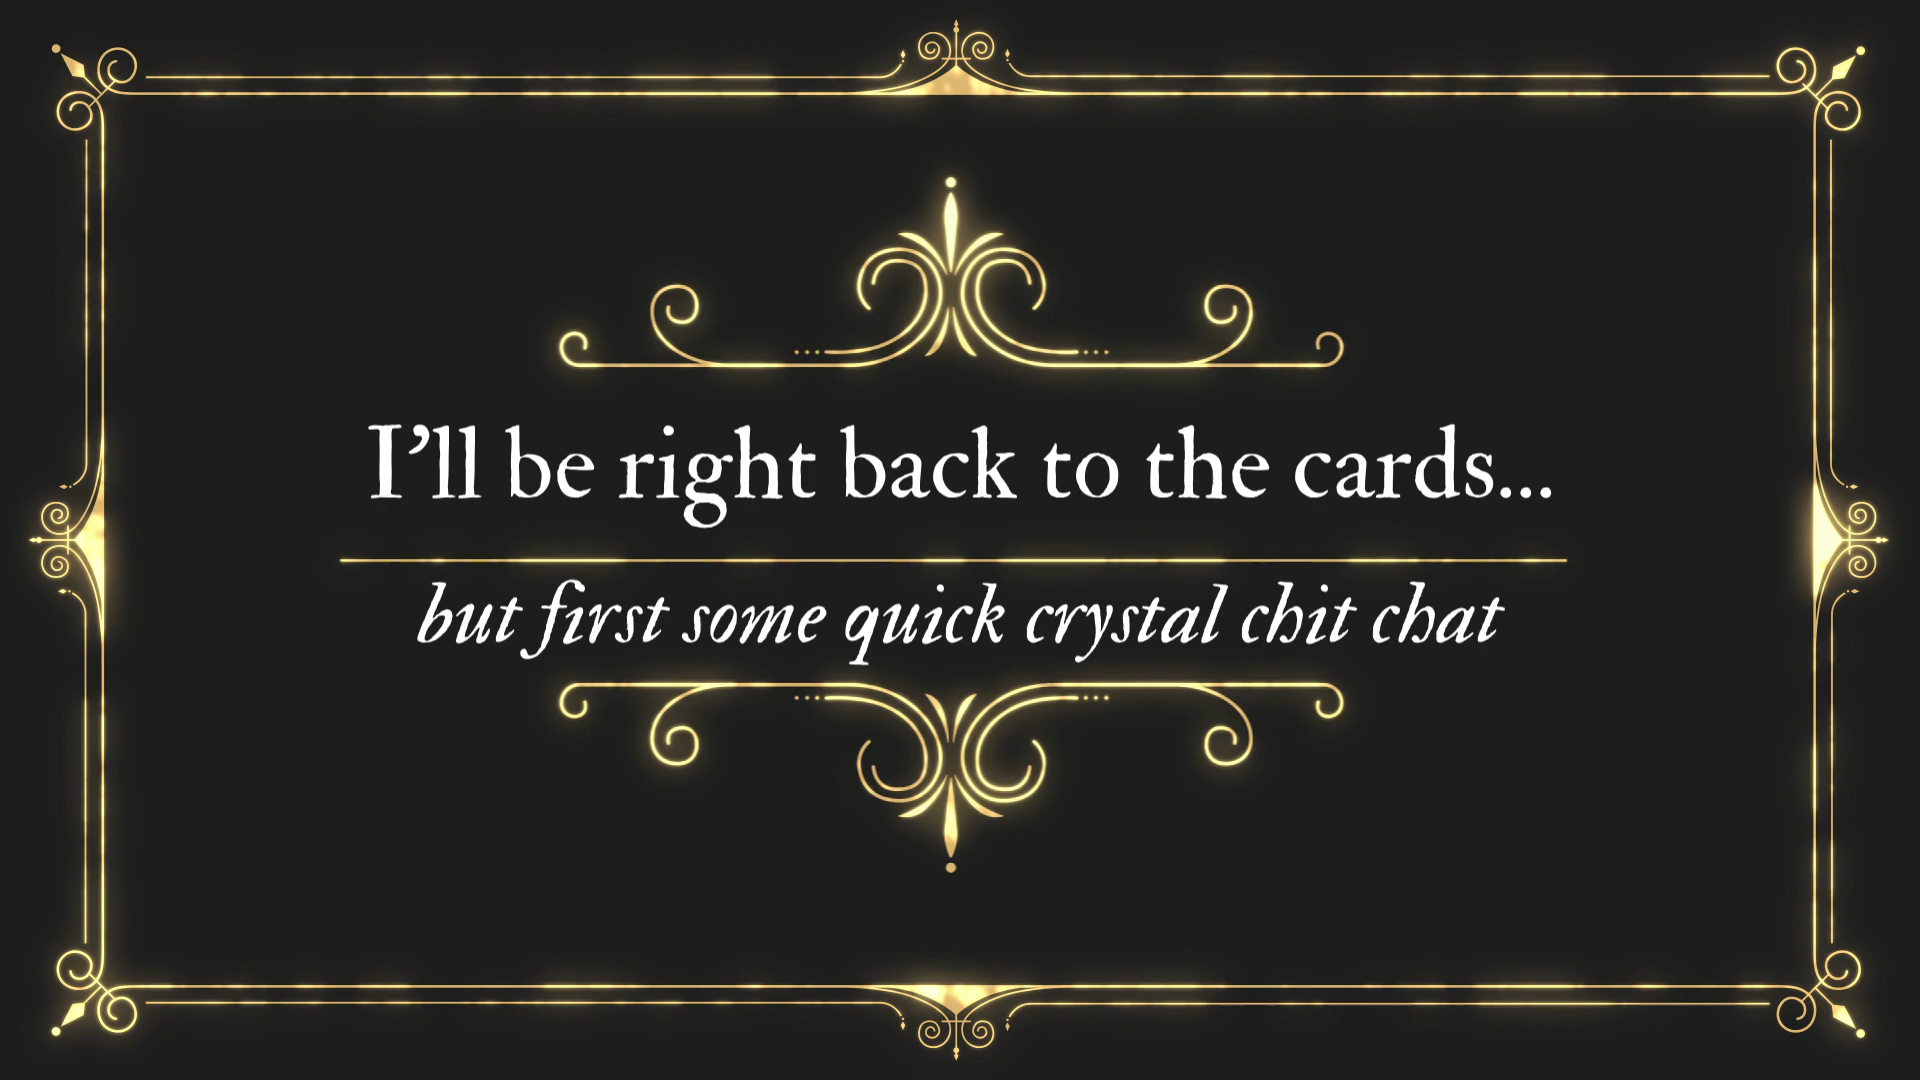 I’ll be right back to the cards...
but first some quick crystal chit chat